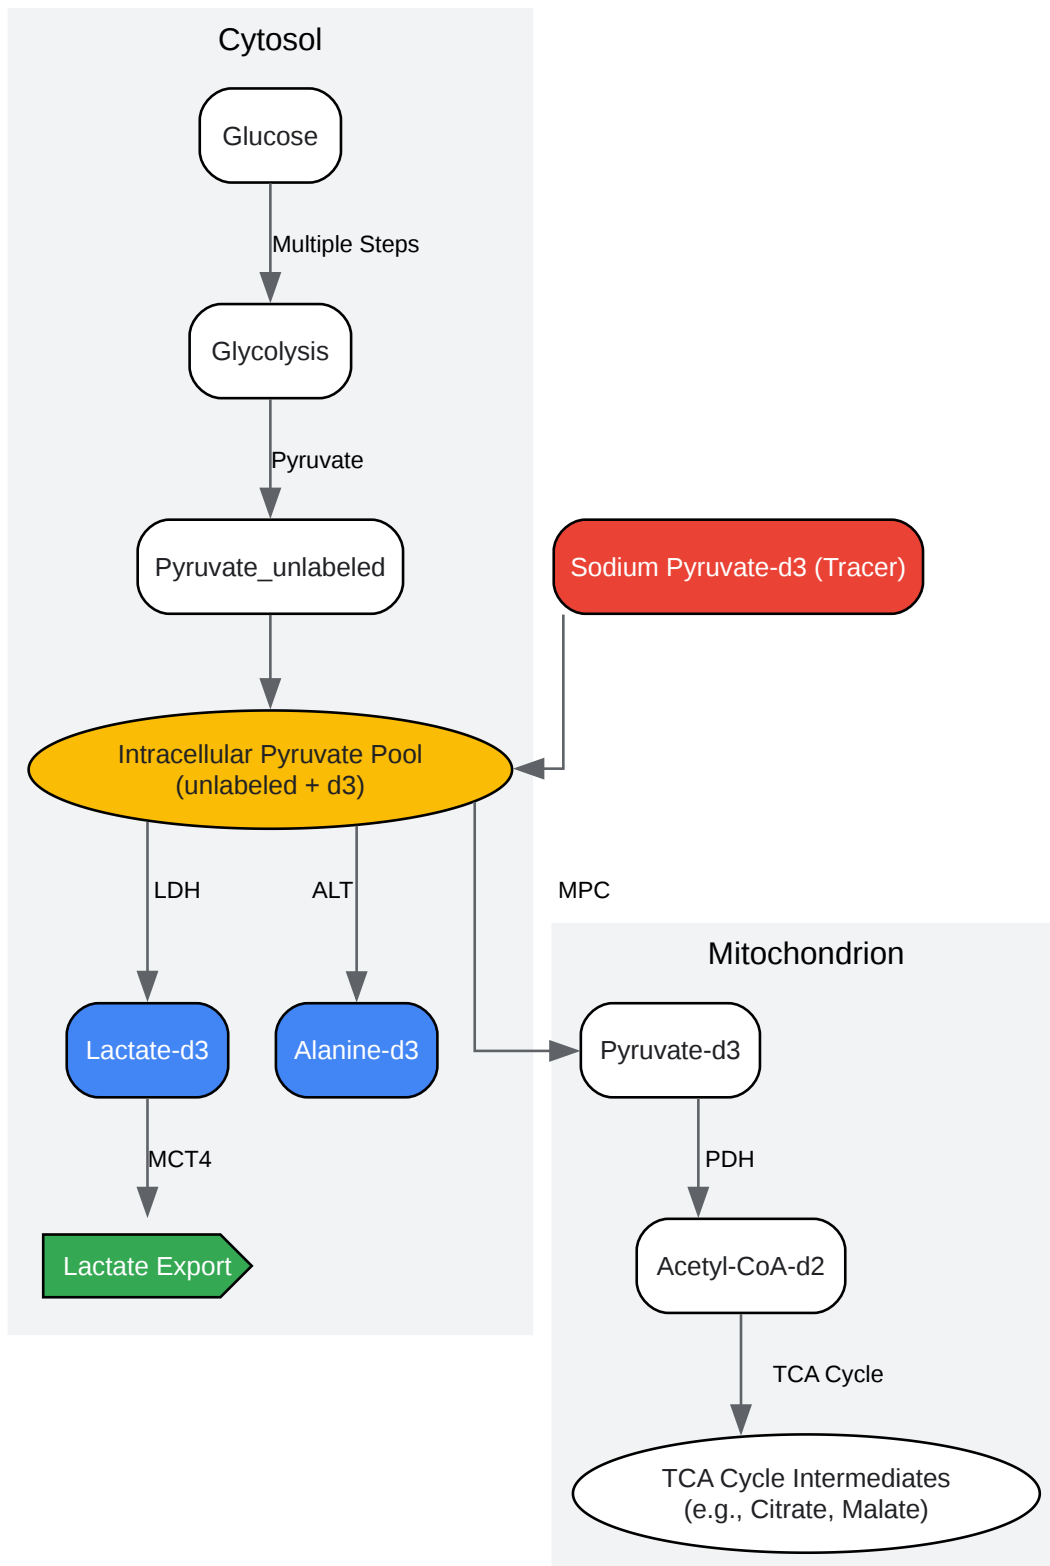 Cytosol
Glucose
Multiple Steps
Glycolysis
Pyruvate
Pyruvate_unlabeled
Sodium Pyruvate-d3 (Tracer)
Intracellular Pyruvate Pool
(unlabeled + d3)
LDH
ALT
MPC
Mitochondrion
Lactate-d3
Alanine-d3
Pyruvate-d3
MCT4
PDH
Lactate Export
Acetyl-CoA-d2
TCA Cycle
TCA Cycle Intermediates
(e.g., Citrate, Malate)